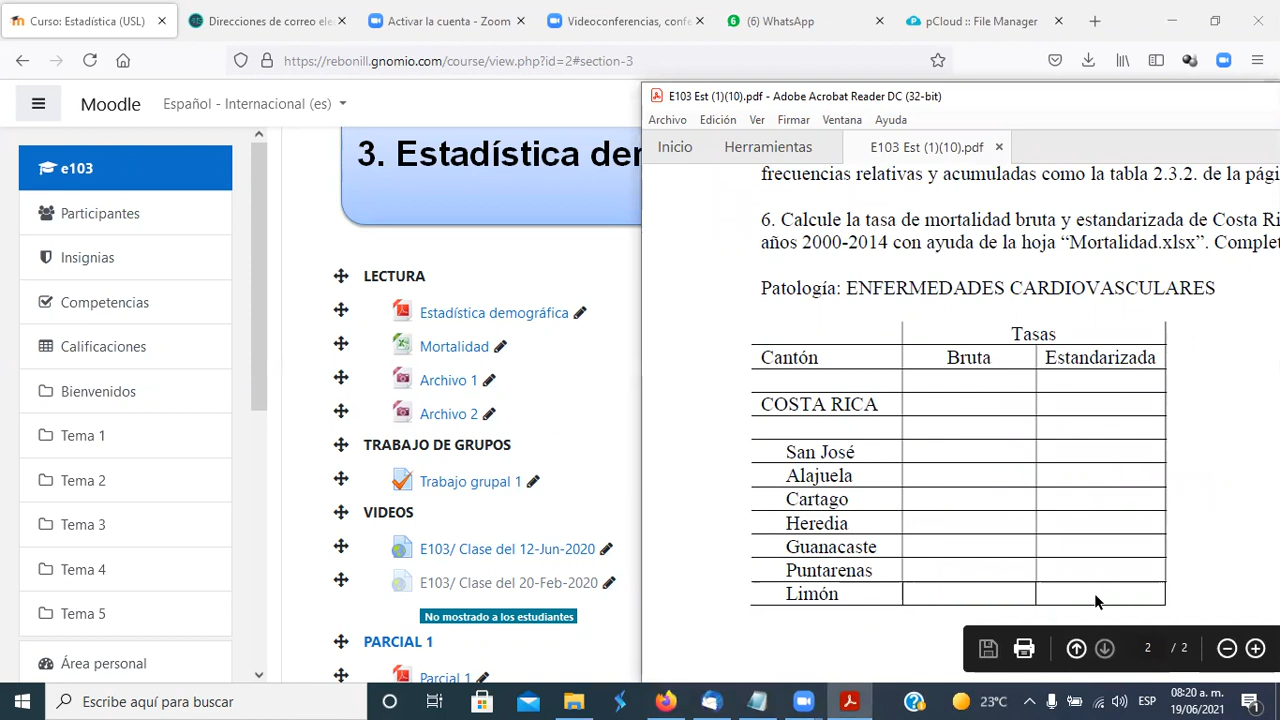 Curso: Estadística (USL)
Direcciones de correo ele
Activar la cuenta - Zoom
Videoconferencias, confe
(6) WhatsApp
pCloud :: File Manager
https://rebonill.gnomio.com/course/view.php?id=2#section-3
Moodle
Español - Internacional (es)
e103
Participantes
Insignias
Competencias
Calificaciones
Bienvenidos
Tema 1
Tema 2
Tema 3
Tema 4
Tema 5
Área personal
3. Estadística der
LECTURA
Estadística demográfica
Mortalidad
Archivo 1
Archivo 2
TRABAJO DE GRUPOS
Trabajo grupal 1
VIDEOS
E103/ Clase del 12-Jun-2020
E103/ Clase del 20-Feb-2020
No mostrado a los estudiantes
PARCIAL 1
Parcial 1
E103 Est (1)(10).pdf - Adobe Acrobat Reader DC (32-bit)
Archivo Edición Ver Firmar Ventana Ayuda
Inicio Herramientas E103 Est (1)(10).pdf
frecuencias relativas y acumuladas como la tabla 2.3.2. de la pági
6. Calcule la tasa de mortalidad bruta y estandarizada de Costa Ri
años 2000-2014 con ayuda de la hoja “Mortalidad.xlsx”. Complet
Patología: ENFERMEDADES CARDIOVASCULARES
Tasas
Cantón Bruta Estandarizada
COSTA RICA
San José
Alajuela
Cartago
Heredia
Guanacaste
Puntarenas
Limón
2 / 2
Escribe aquí para buscar
23°C
ESP
08:20 a. m.
19/06/2021
1